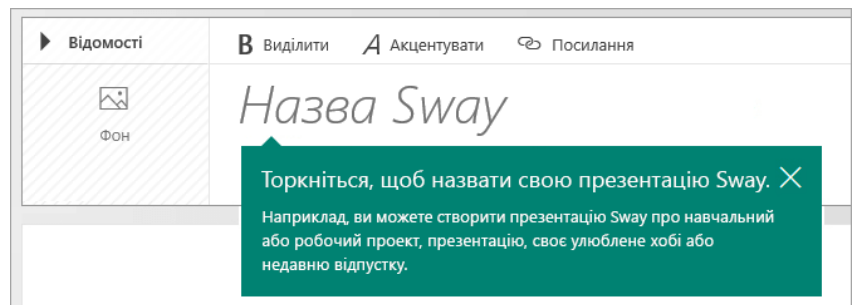 Відомості
B Виділити A Акцентувати Посилання
Фон
Назва Sway
Торкніться, щоб назвати свою презентацію Sway.
Наприклад, ви можете створити презентацію Sway про навчальний
або робочий проект, презентацію, своє улюблене хобі або
недавню відпустку.